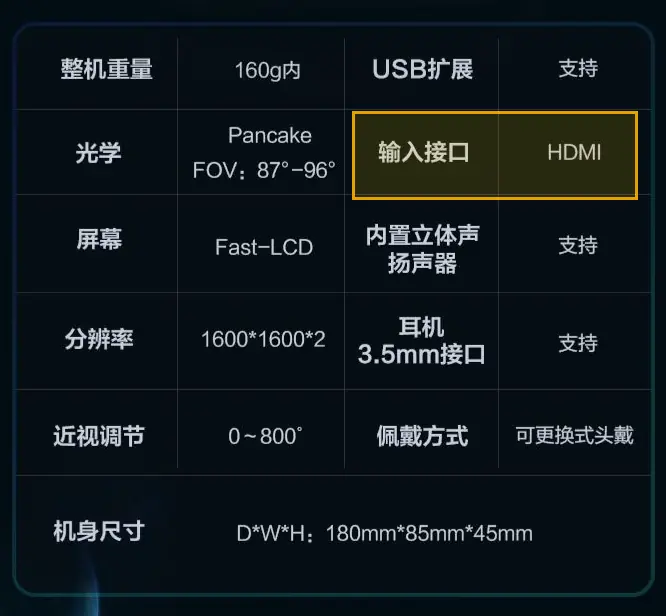 整机重量 160g内 USB扩展 支持
光学 Pancake FOV：87°-96° 输入接口 HDMI
屏幕 Fast-LCD 内置立体声扬声器 支持
分辨率 1600*1600*2 耳机3.5mm接口 支持
近视调节 0~800° 佩戴方式 可更换式头戴
机身尺寸 D*W*H：180mm*85mm*45mm